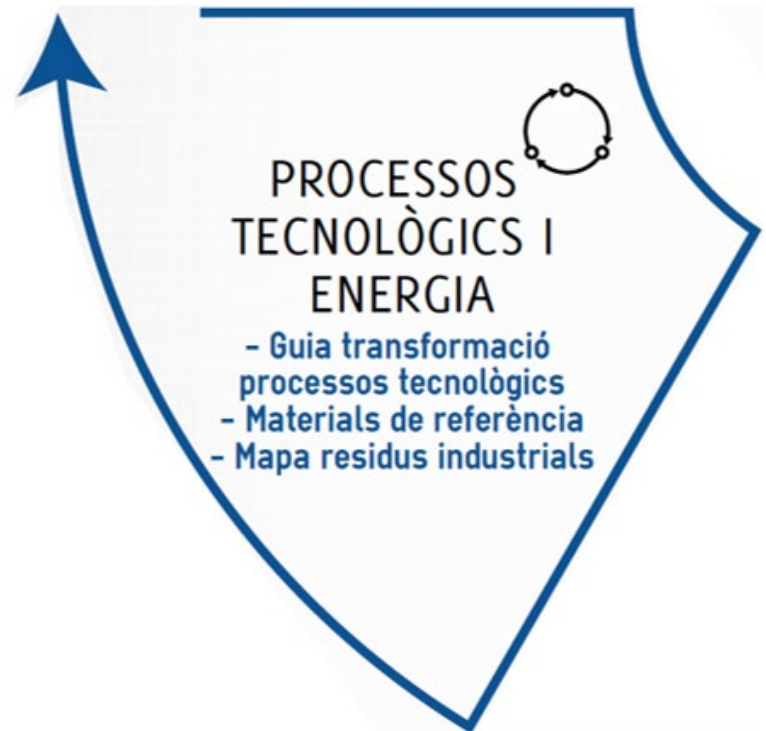 PROCESSOS
TECNOLÒGICS I
ENERGIA
- Guia transformació
processos tecnològics
- Materials de referència
- Mapa residus industrials